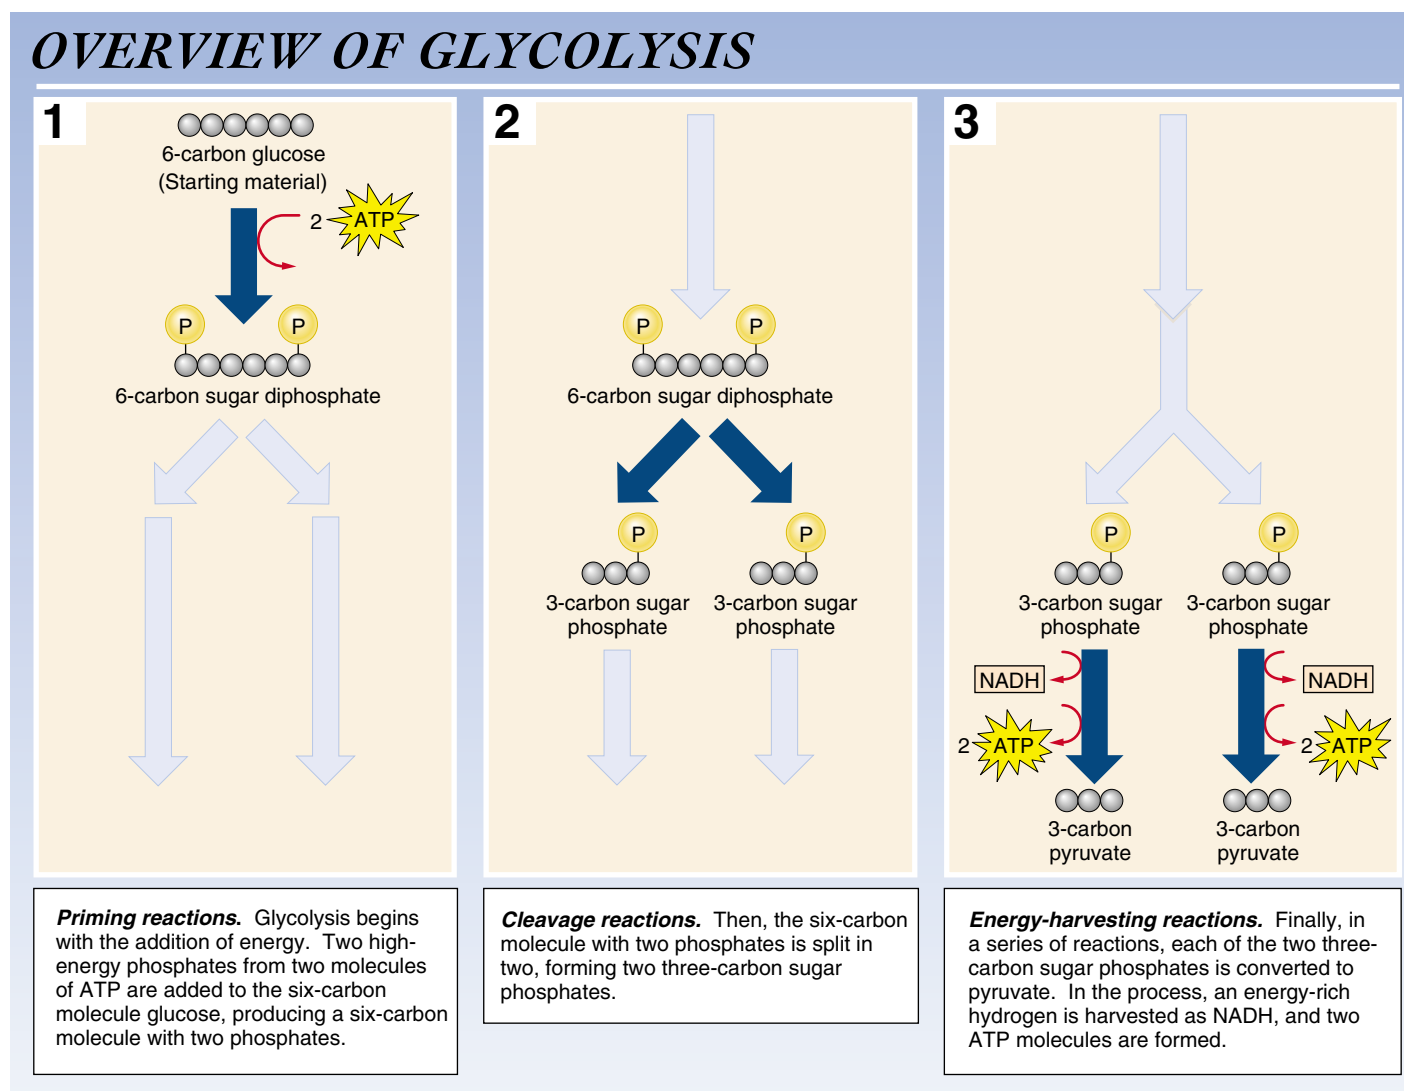 OVERVIEW OF GLYCOLYSIS
1
6-carbon glucose
(Starting material)
2 ATP
P P
6-carbon sugar diphosphate
Priming reactions. Glycolysis begins
with the addition of energy. Two high-
energy phosphates from two molecules
of ATP are added to the six-carbon
molecule glucose, producing a six-carbon
molecule with two phosphates.
2
P P
6-carbon sugar diphosphate
P P
3-carbon sugar
phosphate
3-carbon sugar
phosphate
Cleavage reactions. Then, the six-carbon
molecule with two phosphates is split in
two, forming two three-carbon sugar
phosphates.
3
P P
3-carbon sugar
phosphate
3-carbon sugar
phosphate
NADH NADH
2 ATP 2 ATP
3-carbon
pyruvate
3-carbon
pyruvate
Energy-harvesting reactions. Finally, in
a series of reactions, each of the two three-
carbon sugar phosphates is converted to
pyruvate. In the process, an energy-rich
hydrogen is harvested as NADH, and two
ATP molecules are formed.